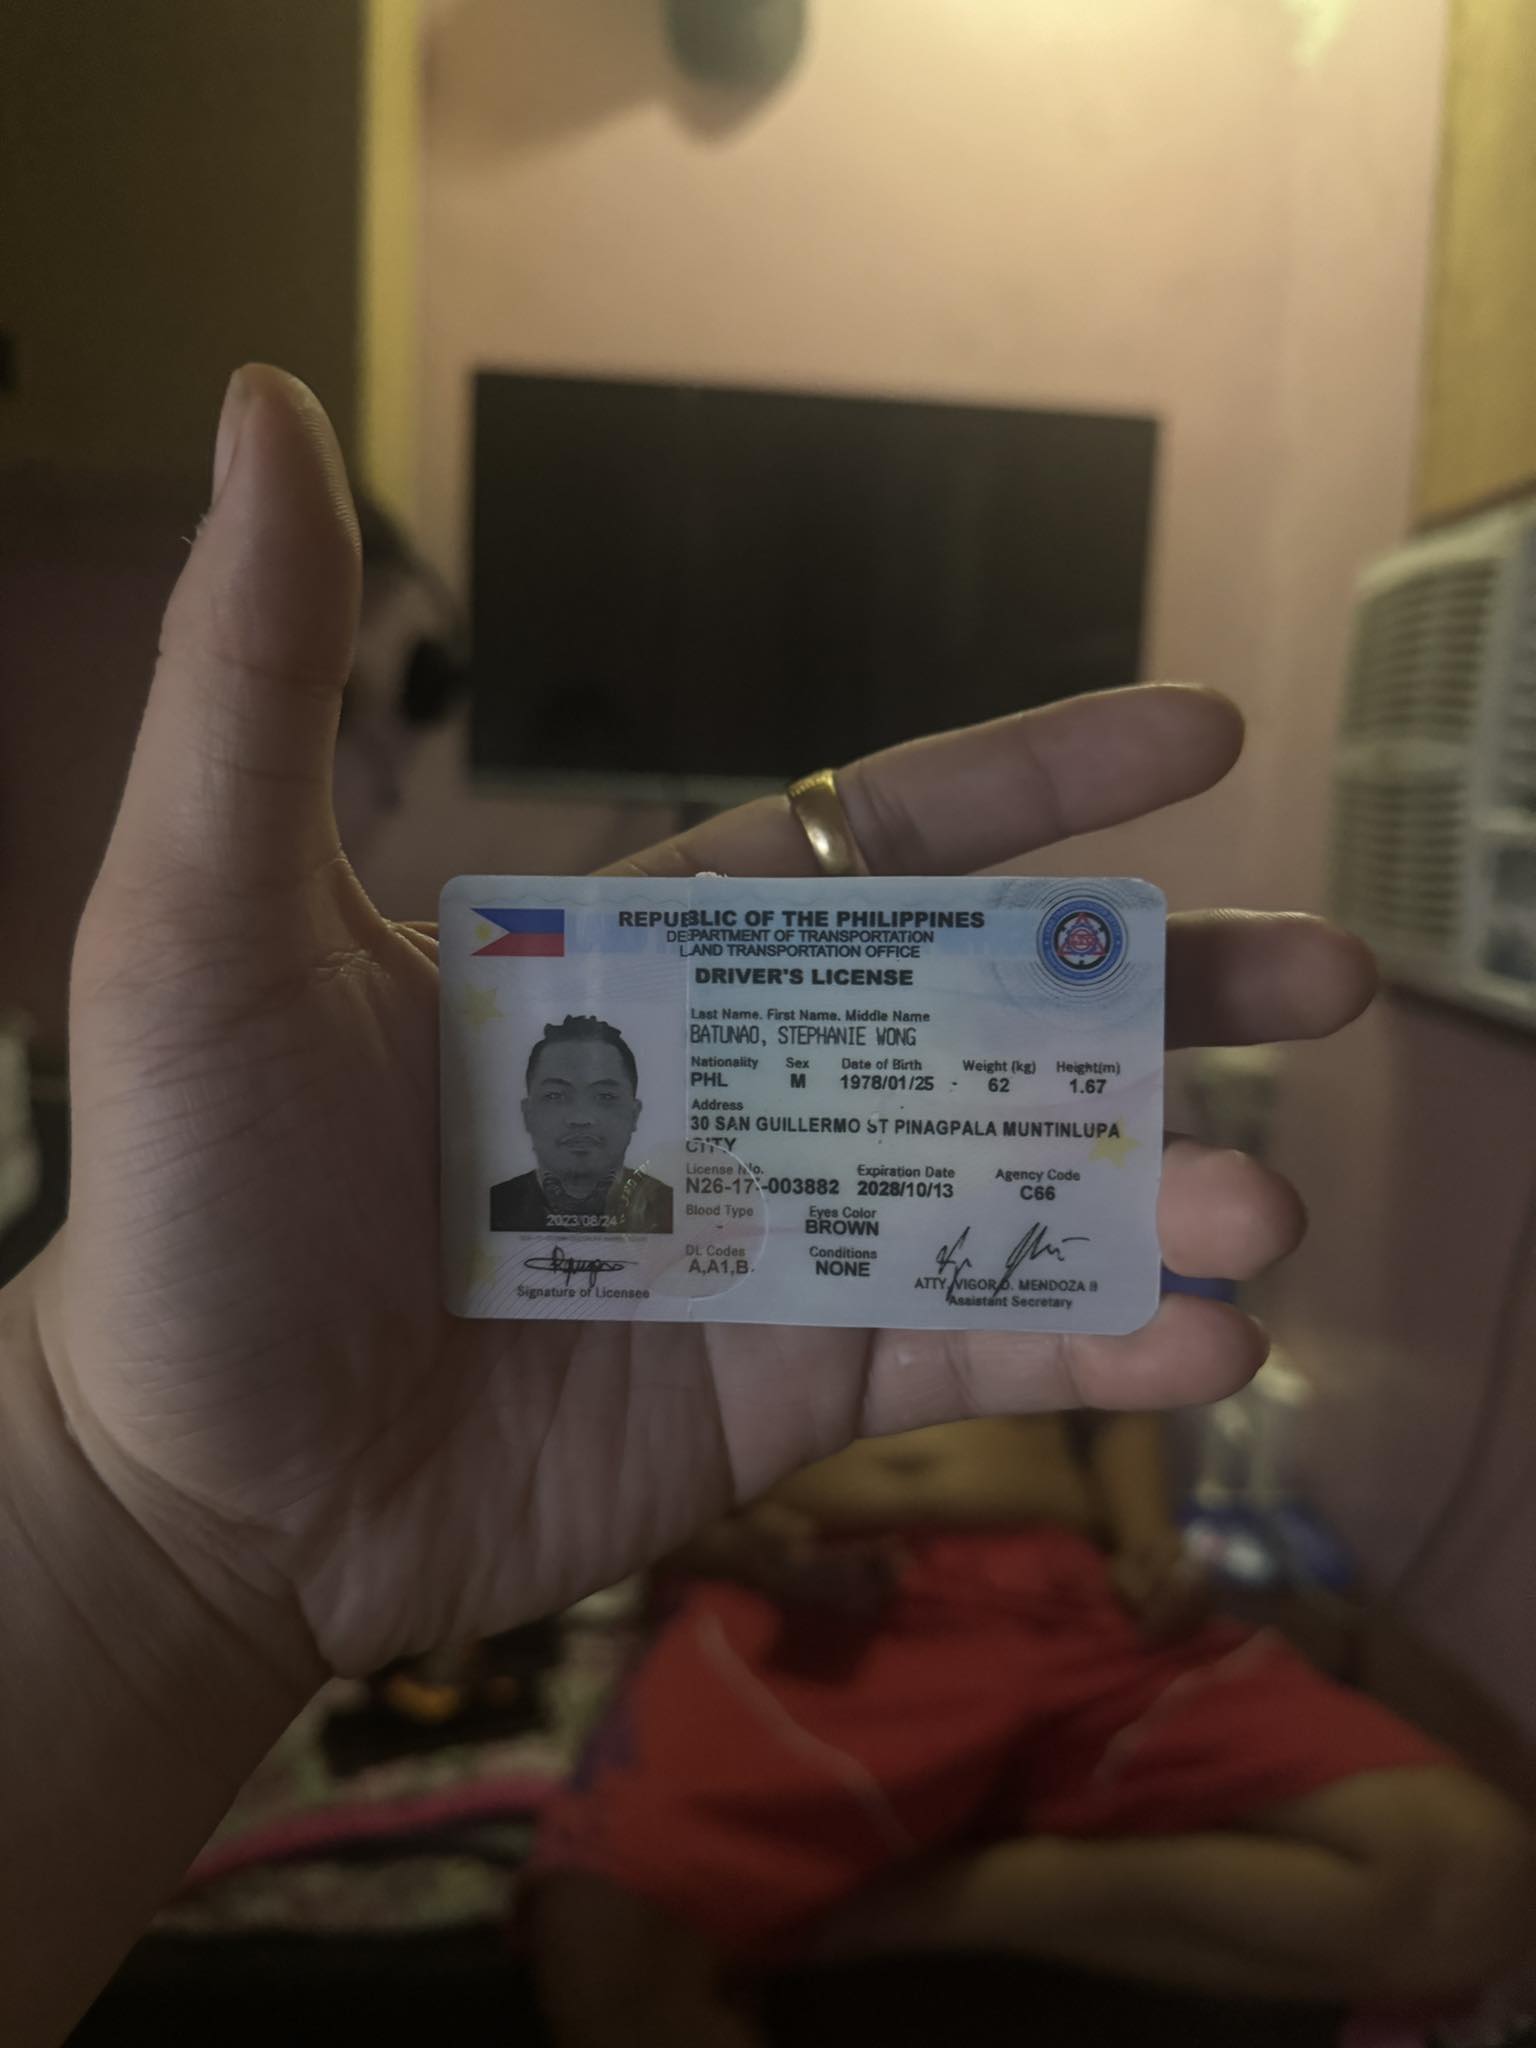 REPUBLIC OF THE PHILIPPINES
DEPARTMENT OF TRANSPORTATION
LAND TRANSPORTATION OFFICE
DRIVER'S LICENSE
Last Name. First Name. Middle Name
BATUNAO, STEPHANIE WONG
Nationality Sex Date of Birth Weight (kg) Height(m)
PHL M 1978/01/25 - 62 1.67
Address
30 SAN GUILLERMO ST PINAGPALA MUNTINLUPA
CITY
License No. Expiration Date Agency Code
2028/10/13 C66
Blood Type Eyes Color
- BROWN
DL Codes Conditions
A,A1,B NONE
2023/08/24
Signature of Licensee
ATTY. VIGOR D. MENDOZA II
Assistant Secretary